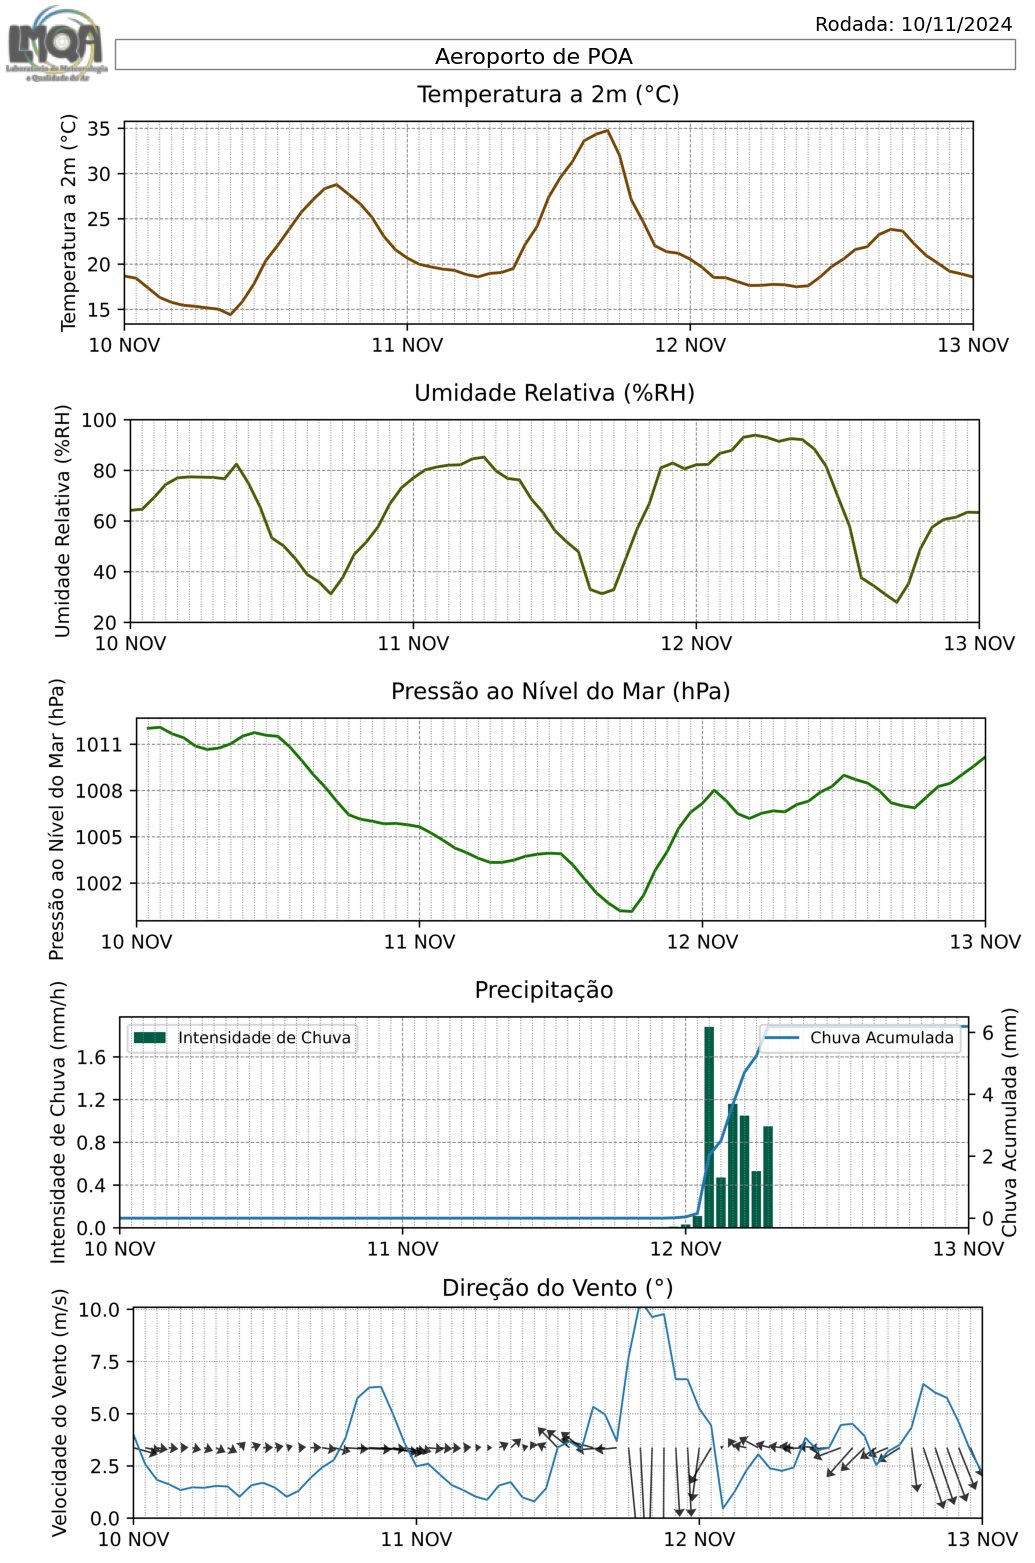 LMQA
Laboratório de Meteorologia
e Qualidade do Ar
Rodada: 10/11/2024
Aeroporto de POA
Temperatura a 2m (°C)
Temperatura a 2m (°C)
35
30
25
20
15
10 NOV 11 NOV 12 NOV 13 NOV
Umidade Relativa (%RH)
Umidade Relativa (%RH)
100
80
60
40
20
10 NOV 11 NOV 12 NOV 13 NOV
Pressão ao Nível do Mar (hPa)
Pressão ao Nível do Mar (hPa)
1011
1008
1005
1002
10 NOV 11 NOV 12 NOV 13 NOV
Precipitação
Intensidade de Chuva (mm/h)
Intensidade de Chuva
Chuva Acumulada
1.6
1.2
0.8
0.4
0.0
6
4
2
0
Chuva Acumulada (mm)
10 NOV 11 NOV 12 NOV 13 NOV
Direção do Vento (°)
Velocidade do Vento (m/s)
10.0
7.5
5.0
2.5
0.0
10 NOV 11 NOV 12 NOV 13 NOV